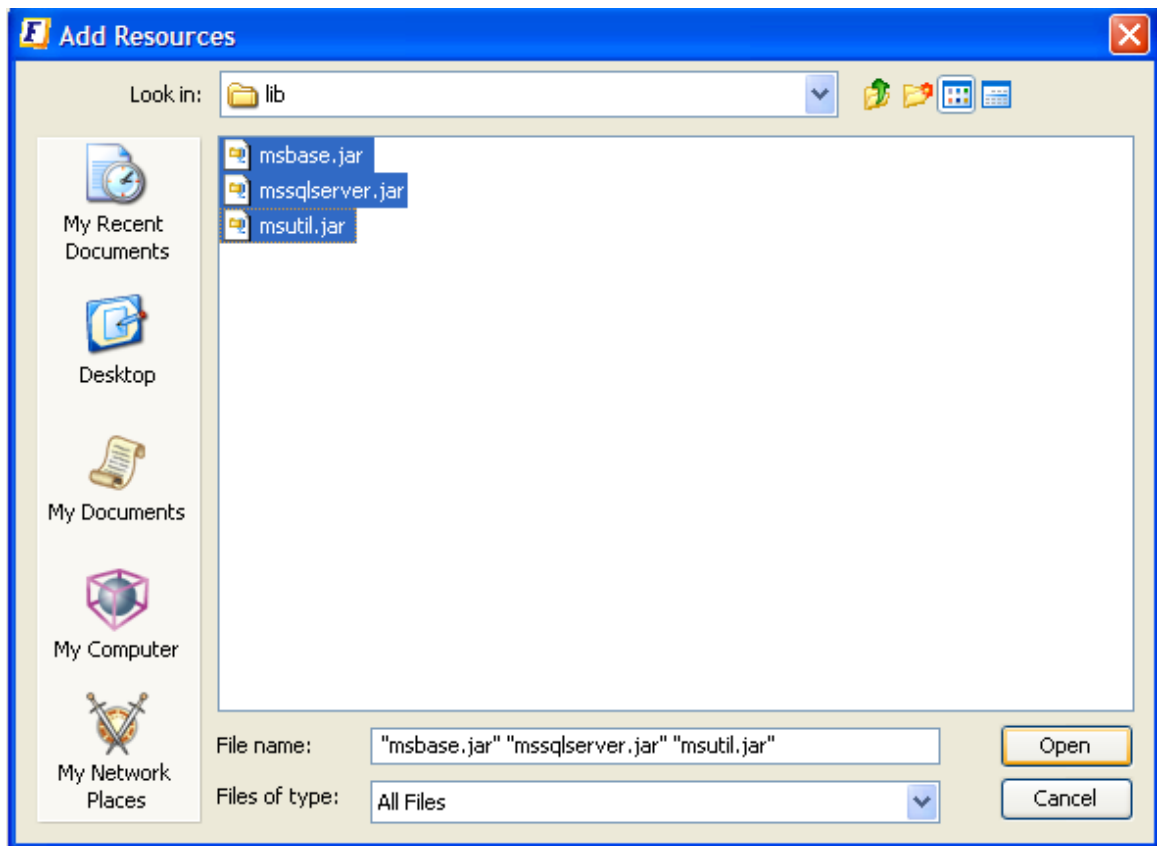 Add Resources
Look in:
lib
msbase.jar
mssqlserver.jar
msutil.jar
My Recent
Documents
Desktop
My Documents
My Computer
My Network
Places
File name:
"msbase.jar" "mssqlserver.jar" "msutil.jar"
Open
Files of type:
All Files
Cancel